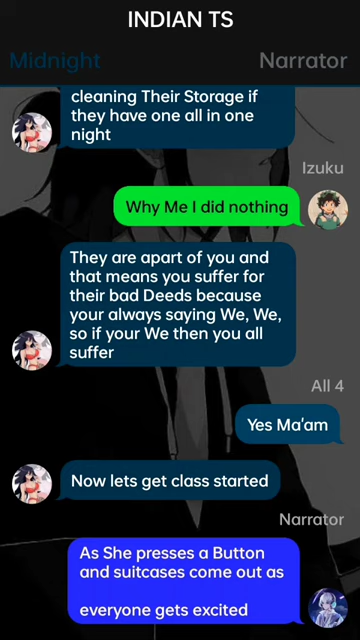 INDIAN TS
Midnight
Narrator
cleaning Their Storage if
they have one all in one
night
Izuku
Why Me I did nothing
They are apart of you and
that means you suffer for
their bad Deeds because
your always saying We, We,
so if your We then you all
suffer
All 4
Yes Ma'am
Now lets get class started
Narrator
As She presses a Button
and suitcases come out as
everyone gets excited